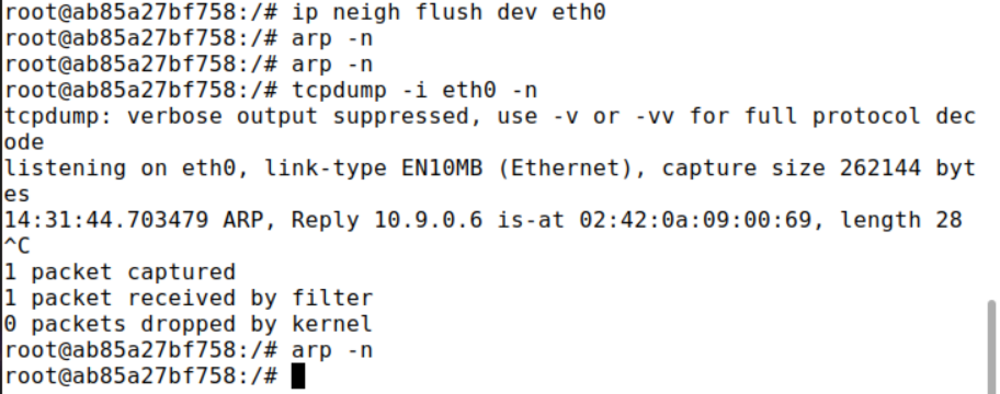 root@ab85a27bf758:/# ip neigh flush dev eth0
root@ab85a27bf758:/# arp -n
root@ab85a27bf758:/# arp -n
root@ab85a27bf758:/# tcpdump -i eth0 -n
tcpdump: verbose output suppressed, use -v or -vv for full protocol dec
ode
listening on eth0, link-type EN10MB (Ethernet), capture size 262144 byt
es
14:31:44.703479 ARP, Reply 10.9.0.6 is-at 02:42:0a:09:00:69, length 28
^C
1 packet captured
1 packet received by filter
0 packets dropped by kernel
root@ab85a27bf758:/# arp -n
root@ab85a27bf758:/#